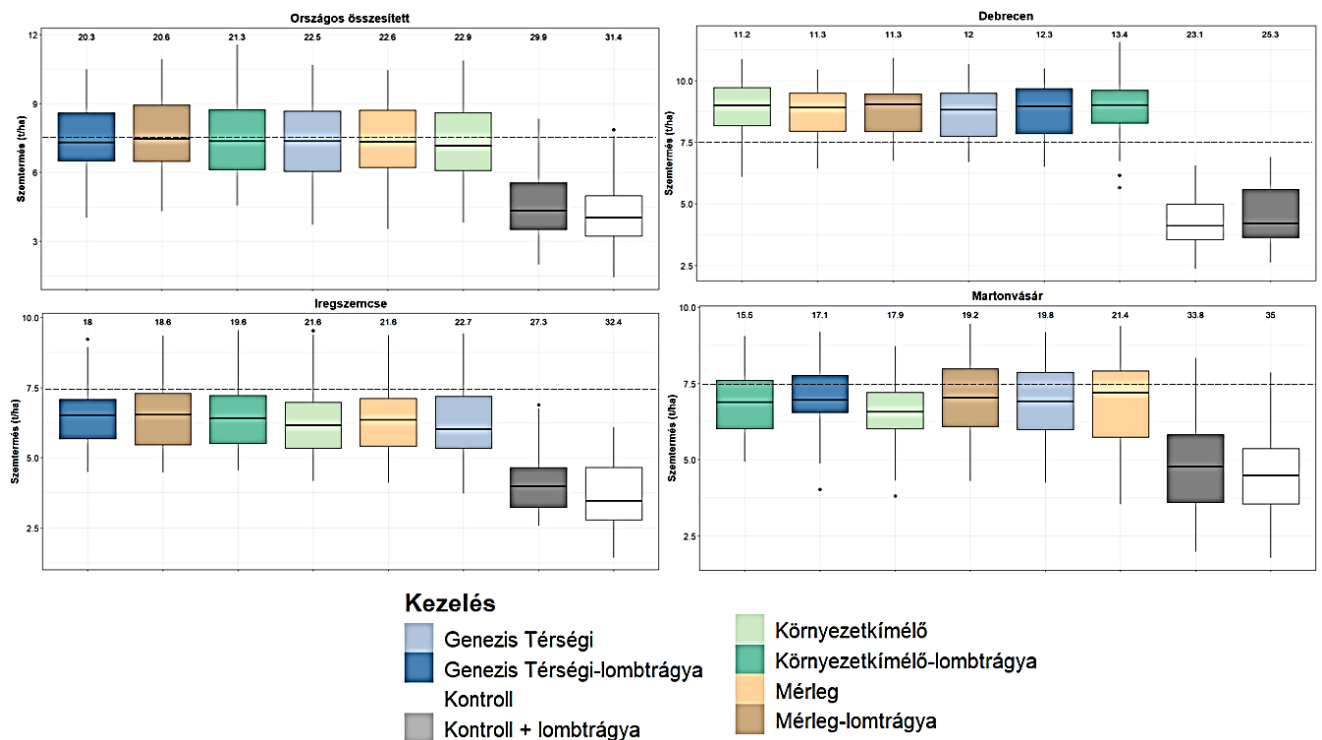 Országos összesített
20.3 20.6 21.3 22.5 22.6 22.9 29.9 31.4
Szemtermés (t/ha)
12
9
6
3
Debrecen
11.2 11.3 11.3 12 12.3 13.4 23.1 25.3
Szemtermés (t/ha)
10.0
7.5
5.0
2.5
Iregszemcse
18 18.6 19.6 21.6 21.6 22.7 27.3 32.4
Szemtermés (t/ha)
10.0
7.5
5.0
2.5
Martonvásár
15.5 17.1 17.9 19.2 19.8 21.4 33.8 35
Szemtermés (t/ha)
10.0
7.5
5.0
2.5
Kezelés
Genezis Térségi
Genezis Térségi-lombtrágya
Kontroll
Kontroll + lombtrágya
Környezetkímélő
Környezetkímélő-lombtrágya
Mérleg
Mérleg-lomtrágya